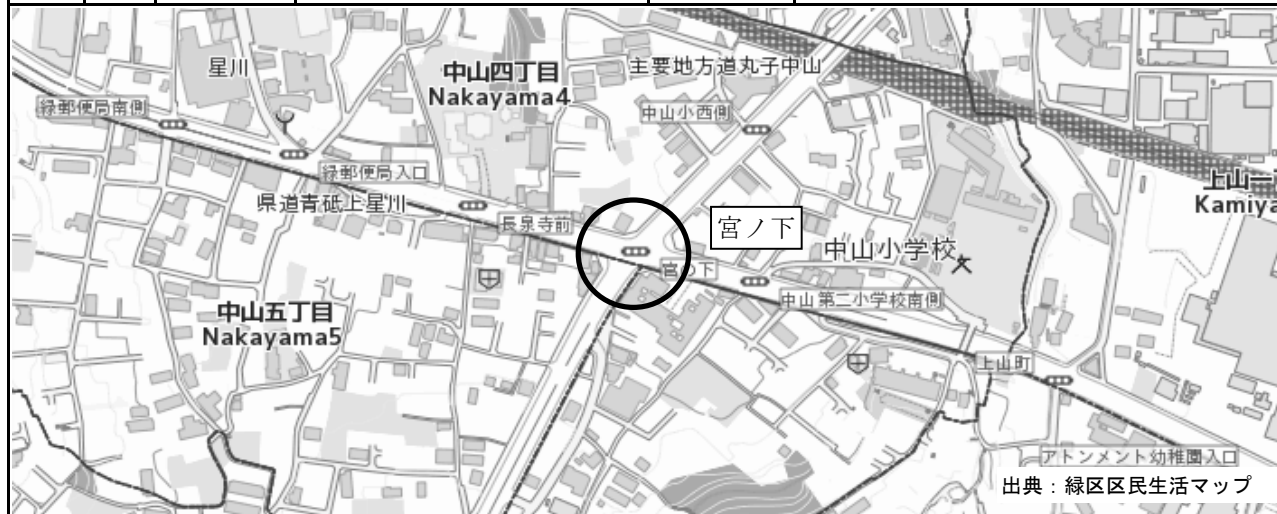 星川
中山四丁目
Nakayama4
主要地方道丸子中山
緑郵便局南側
中山小西側
緑郵便局入口
県道青砥上星川
長泉寺前
宮ノ下
宮の下
中山小学校
上山一
Kamiya
中山第二小学校南側
中山五丁目
Nakayama5
上山町
アトンメント幼稚園入口
出典：緑区区民生活マップ